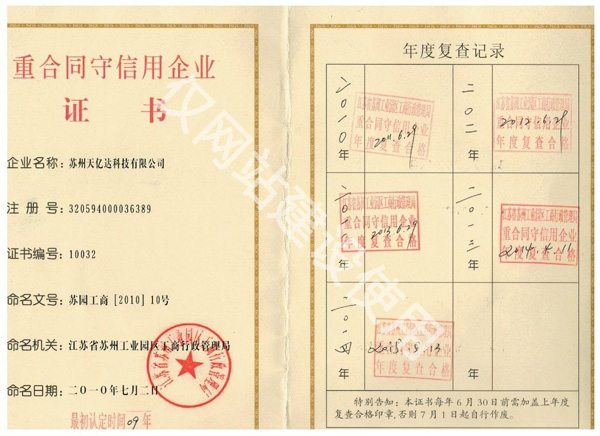 重合同守信用企业
证书
企业名称：苏州天亿达科技有限公司
注 册 号：320594000036389
证书编号：10032
命名文号：苏园工商 [2010] 10号
命名机关：江苏省苏州工业园区工商行政管理局
命名日期：二〇一〇年七月二日
最初认定时间09年
年度复查记录
二〇一〇年
江苏省苏州工业园区工商行政管理局
重合同守信用企业
年度复查合格
2011.6.29
二〇一一年
江苏省苏州工业园区工商行政管理局
重合同守信用企业
年度复查合格
2012.6.28
二〇一二年
江苏省苏州工业园区工商行政管理局
重合同守信用企业
年度复查合格
2013.6.29
二〇一三年
江苏省苏州工业园区工商行政管理局
重合同守信用企业
年度复查合格
2014.4.11
二〇一四年
重合同守信用企业
年度复查合格
2015.5.13
特别告知：本证书每年6月30日前需加盖上年度
复查合格印章，否则7月1日起自行作废。
仅网站建设使用